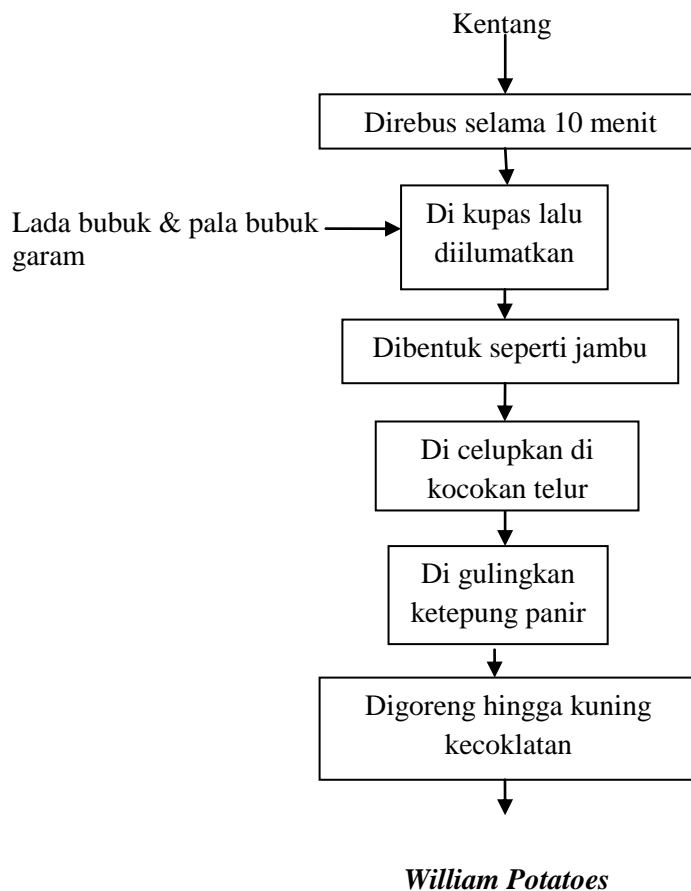 Kentang
Direbus selama 10 menit
Lada bubuk & pala bubuk
garam
Di kupas lalu
diilumatkan
Dibentuk seperti jambu
Di celupkan di
kocokan telur
Di gulingkan
ketepung panir
Digoreng hingga kuning
kecoklatan
William Potatoes